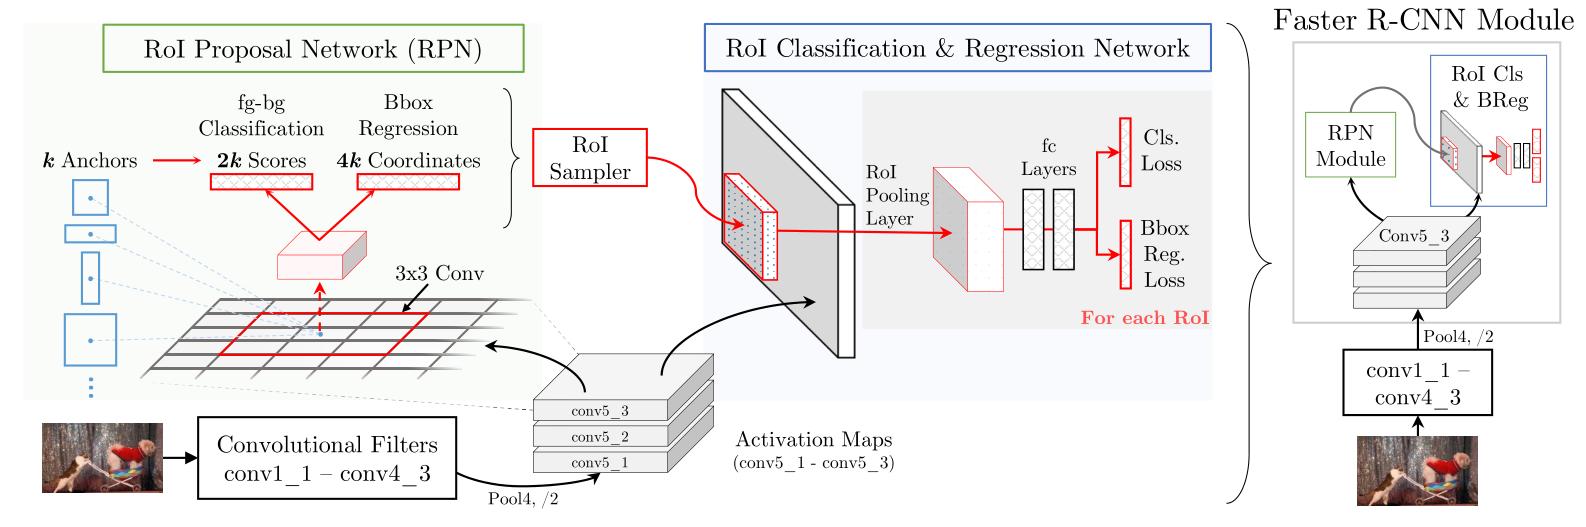 RoI Proposal Network (RPN)
fg-bg
Classification
Bbox
Regression
k Anchors
2k Scores
4k Coordinates
3x3 Conv
RoI
Sampler
RoI Classification & Regression Network
RoI
Pooling
Layer
fc
Layers
Cls.
Loss
Bbox
Reg.
Loss
For each RoI
conv5_3
conv5_2
conv5_1
Activation Maps
(conv5_1 - conv5_3)
Convolutional Filters
conv1_1 – conv4_3
Pool4, /2
Faster R-CNN Module
RoI Cls
& BReg
RPN
Module
Conv5_3
Pool4, /2
conv1_1 –
conv4_3